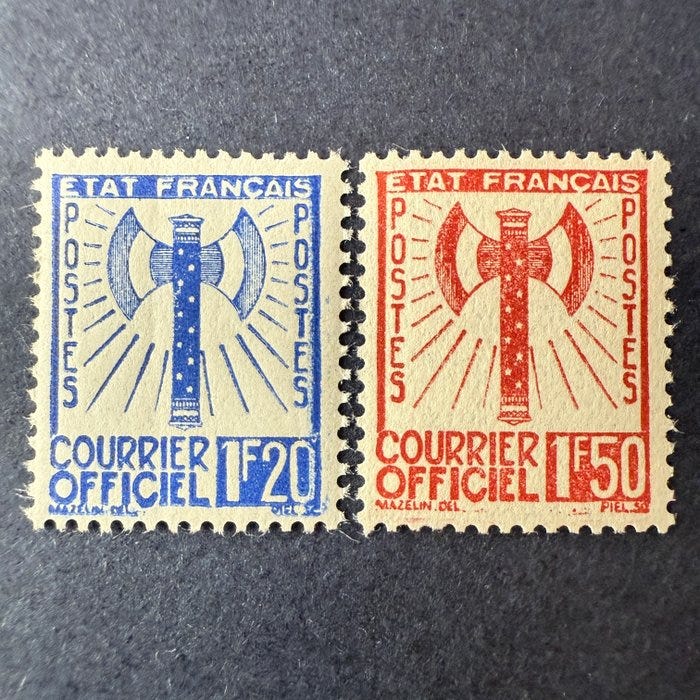 ETAT FRANÇAIS
POSTES
POSTES
COURRIER
OFFICIEL 1F20
MAZELIN.DEL. PIEL.SC
ETAT FRANÇAIS
POSTES
POSTES
COURRIER
OFFICIEL 1F50
MAZELIN.DEL. PIEL.SC